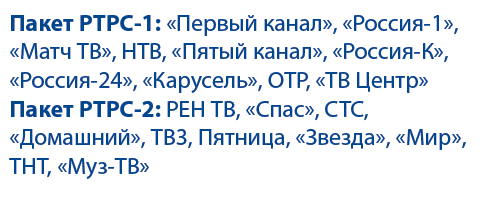 Пакет РТРС-1: «Первый канал», «Россия-1»,
«Матч ТВ», НТВ, «Пятый канал», «Россия-К»,
«Россия-24», «Карусель», ОТР, «ТВ Центр»
Пакет РТРС-2: РЕН ТВ, «Спас», СТС,
«Домашний», ТВ3, Пятница, «Звезда», «Мир»,
ТНТ, «Муз-ТВ»